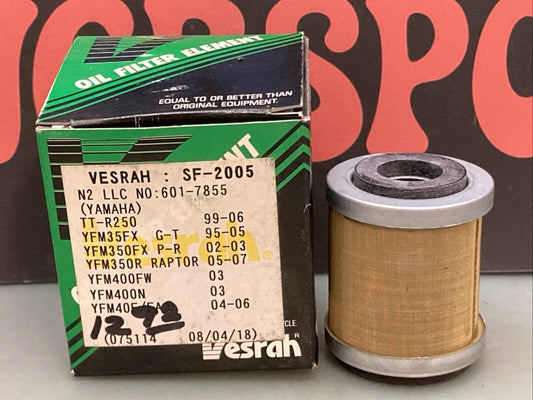 ERSPO
OIL FILTER ELEMENT
EQUAL TO OR BETTER THAN
ORIGINAL EQUIPMENT.
VESRAH : SF-2005
N2 LLC NO:601-7855
(YAMAHA)
TT-R250 99-06
YFM35FX G-T 95-05
YFM350FX P-R 02-03
YFM350R RAPTOR 05-07
YFM400FW 03
YFM400N 03
04-06
12 73
(075114 08/04/18)
Vesrah